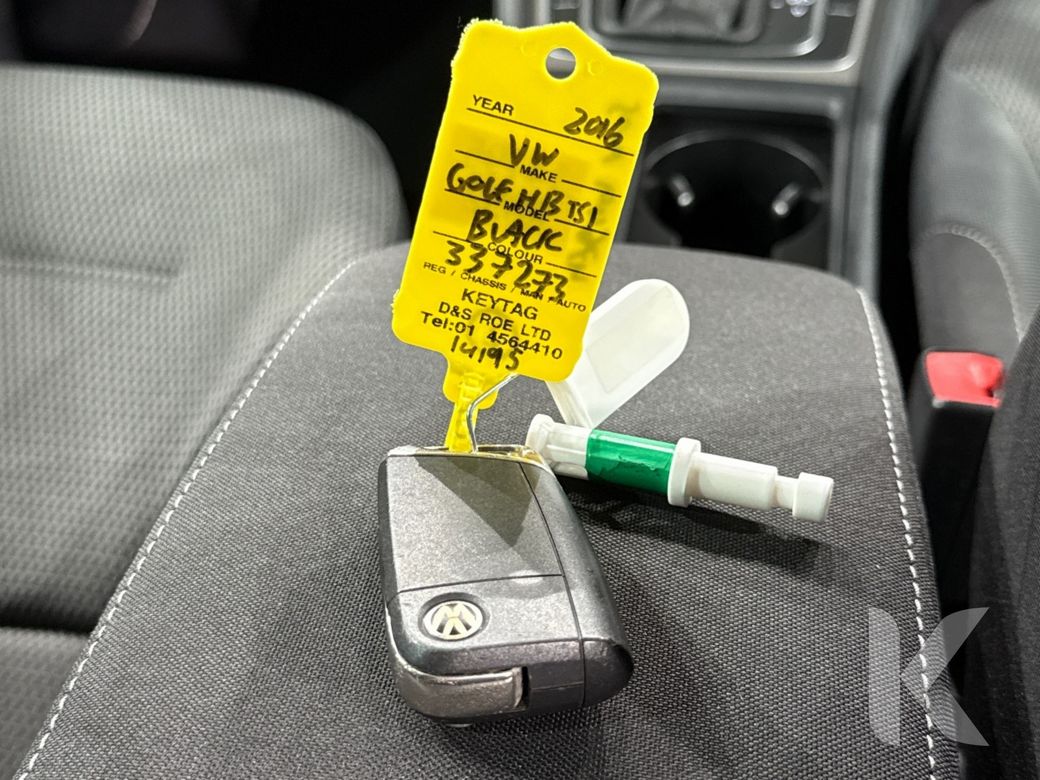 YEAR 2016
VW
MAKE
GOLF HB TSI
MODEL
BLACK
COLOUR
337273
REG / CHASSIS / MAN / AUTO
KEYTAG
D&S ROE LTD
Tel:01 4564410
14195
K